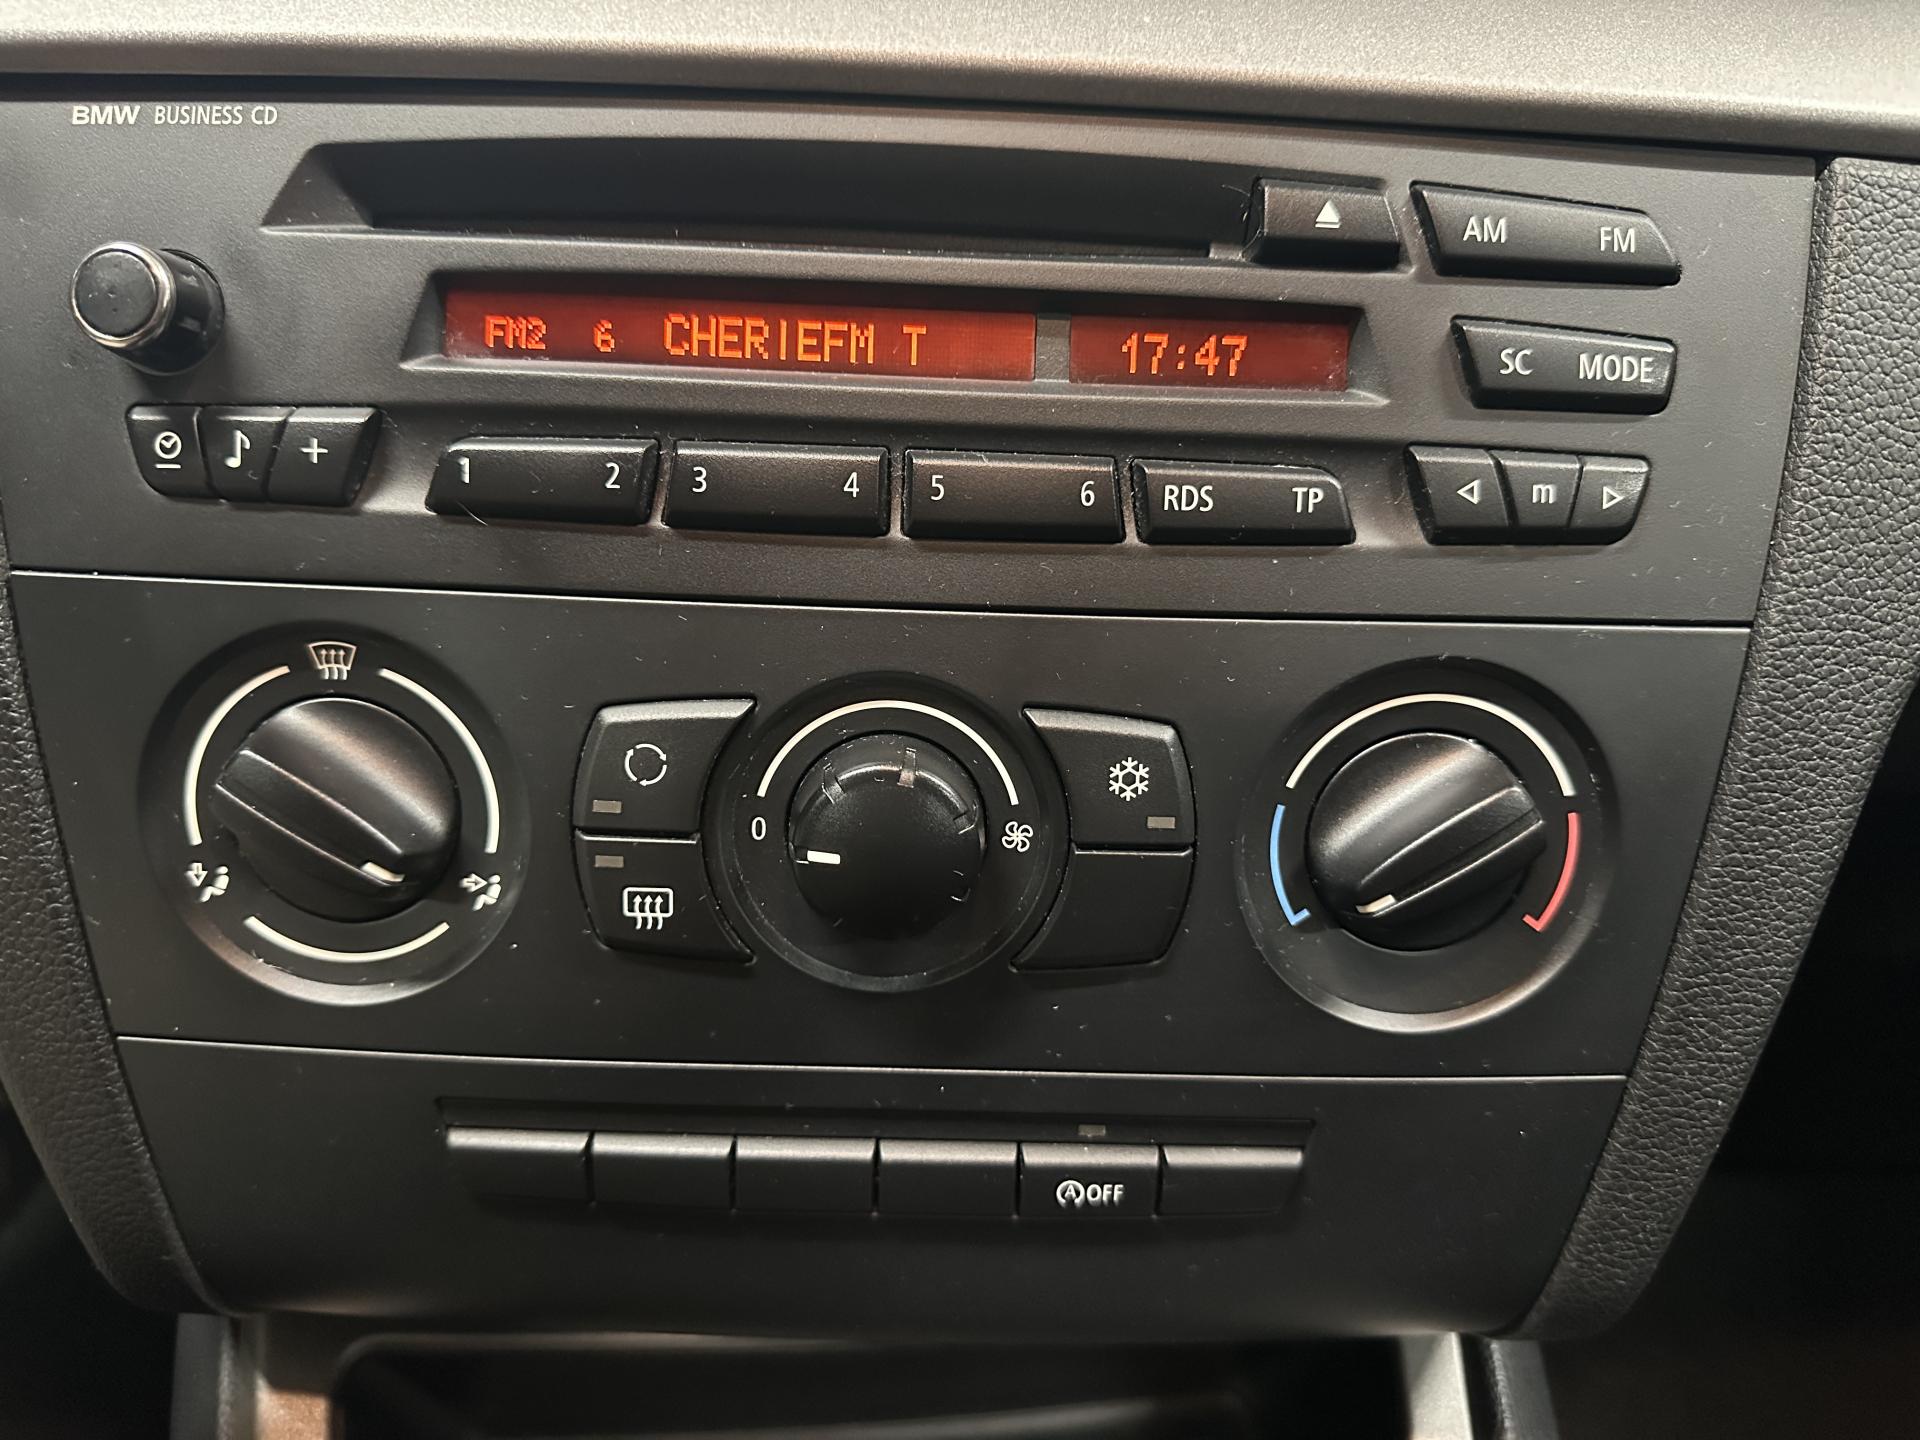 BMW BUSINESS CD
AM FM
FM2 6 CHERIEFM T 17:47
SC MODE
1 2 3 4 5 6 RDS TP m
0
A OFF